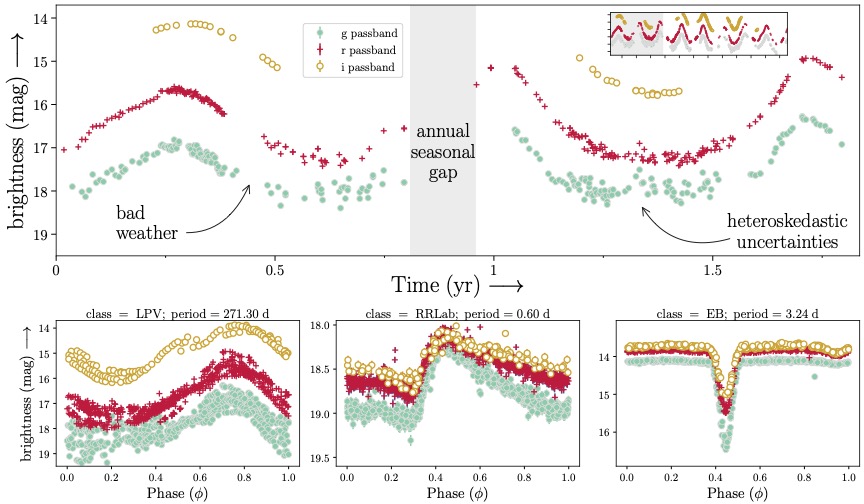 14
15
16
17
18
19
brightness (mag) ⟶
g passband
r passband
i passband
bad
weather
annual
seasonal
gap
heteroskedastic
uncertainties
0 0.5 1 1.5
Time (yr) ⟶
class = LPV; period = 271.30 d
14
15
16
17
18
19
brightness (mag) ⟶
0.0 0.2 0.4 0.6 0.8 1.0
Phase (ϕ)
class = RRLab; period = 0.60 d
18.0
18.5
19.0
19.5
0.0 0.2 0.4 0.6 0.8 1.0
Phase (ϕ)
class = EB; period = 3.24 d
14
15
16
0.0 0.2 0.4 0.6 0.8 1.0
Phase (ϕ)